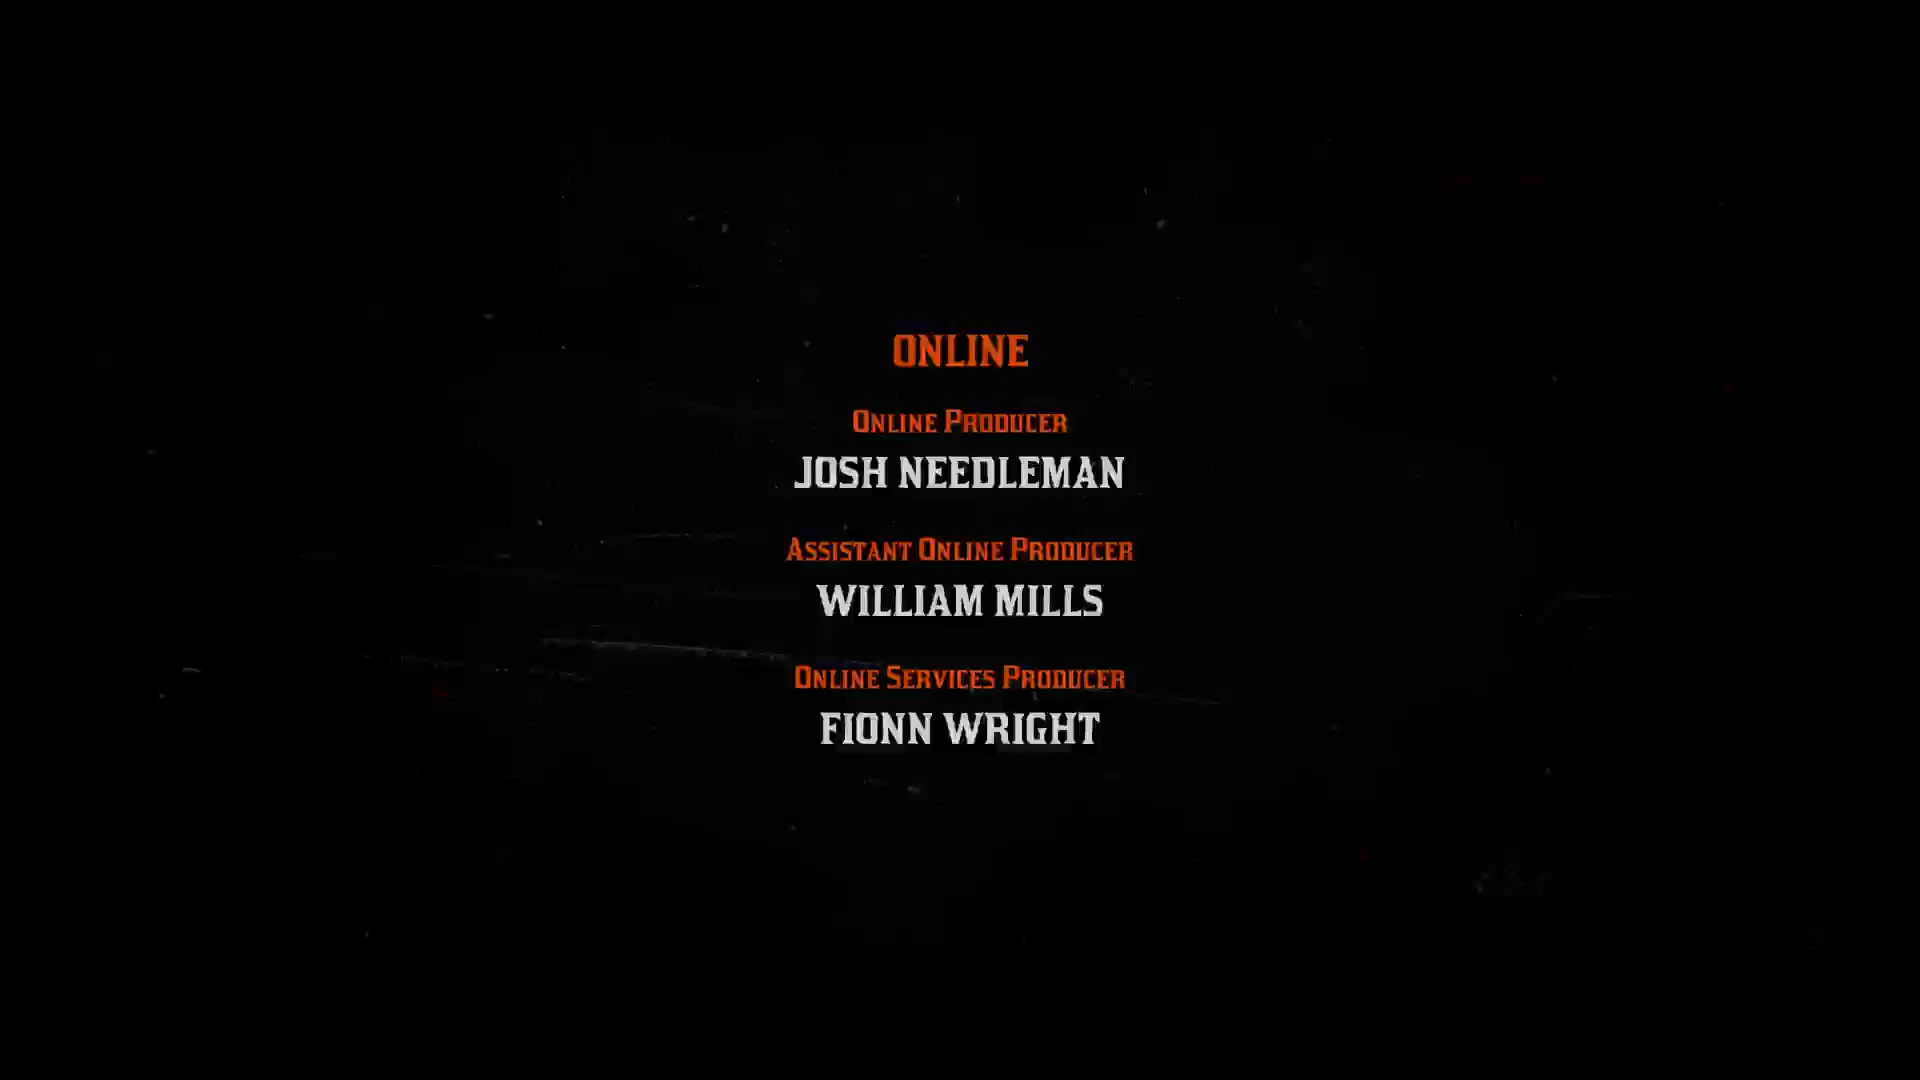 ONLINE
ONLINE PRODUCER
JOSH NEEDLEMAN
ASSISTANT ONLINE PRODUCER
WILLIAM MILLS
ONLINE SERVICES PRODUCER
FIONN WRIGHT